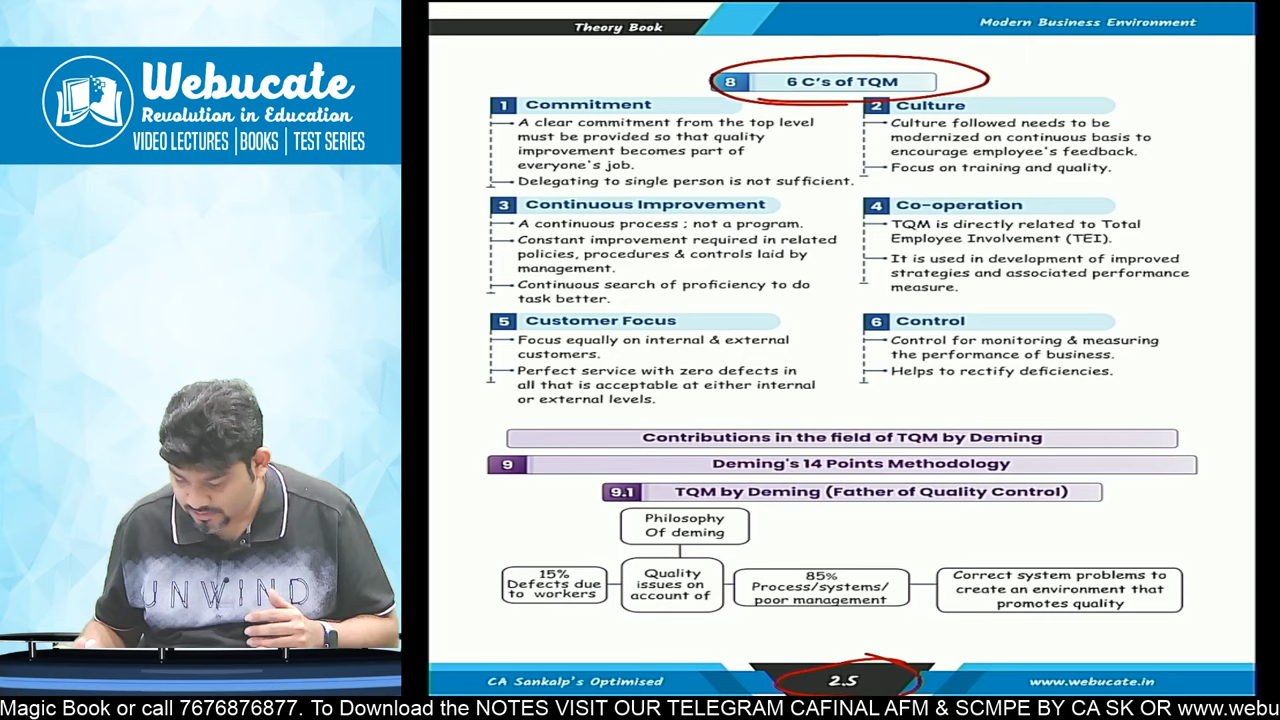 Webucate
Revolution in Education
VIDEO LECTURES | BOOKS | TEST SERIES
UNWIND
Theory Book
Modern Business Environment
8 6 C's of TQM
1 Commitment
A clear commitment from the top level
must be provided so that quality
improvement becomes part of
everyone's job.
Delegating to single person is not sufficient.
2 Culture
Culture followed needs to be
modernized on continuous basis to
encourage employee's feedback.
Focus on training and quality.
3 Continuous Improvement
A continuous process ; not a program.
Constant improvement required in related
policies, procedures & controls laid by
management.
Continuous search of proficiency to do
task better.
4 Co-operation
TQM is directly related to Total
Employee Involvement (TEI).
It is used in development of improved
strategies and associated performance
measure.
5 Customer Focus
Focus equally on internal & external
customers.
Perfect service with zero defects in
all that is acceptable at either internal
or external levels.
6 Control
Control for monitoring & measuring
the performance of business.
Helps to rectify deficiencies.
Contributions in the field of TQM by Deming
9 Deming's 14 Points Methodology
9.1 TQM by Deming (Father of Quality Control)
Philosophy
Of deming
15%
Defects due
to workers
Quality
issues on
account of
85%
Process/systems/
poor management
Correct system problems to
create an environment that
promotes quality
CA Sankalp's Optimised
2.5
www.webucate.in
Magic Book or call 7676876877. To Download the NOTES VISIT OUR TELEGRAM CAFINAL AFM & SCMPE BY CA SK OR www.webu